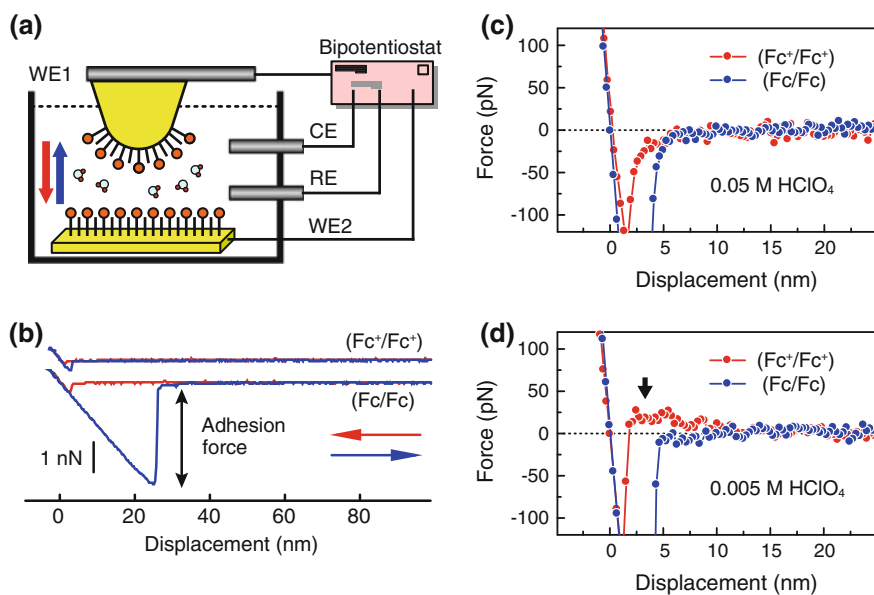 (a)
Bipotentiostat
WE1
CE
RE
WE2
(b)
(Fc⁺/Fc⁺)
(Fc/Fc)
Adhesion
force
1 nN
0 20 40 60 80
Displacement (nm)
(c)
Force (pN)
100
50
0
-50
-100
(Fc⁺/Fc⁺)
(Fc/Fc)
0.05 M HClO₄
0 5 10 15 20 25
Displacement (nm)
(d)
Force (pN)
100
50
0
-50
-100
(Fc⁺/Fc⁺)
(Fc/Fc)
0.005 M HClO₄
0 5 10 15 20 25
Displacement (nm)